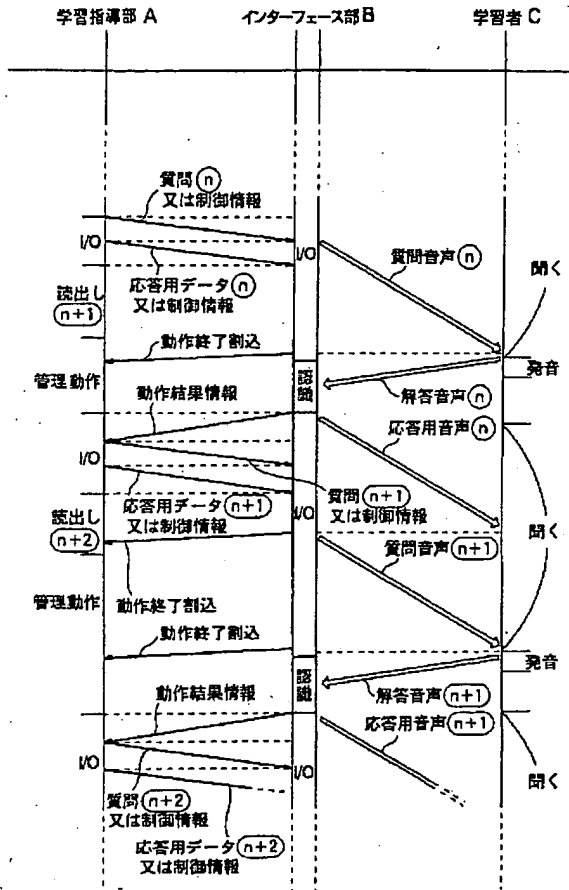 学習指導部 A
インターフェース部 B
学習者 C
質問 n
又は制御情報
I/O
I/O
質問音声 n
聞く
応答用データ n
又は制御情報
読出し
n+1
動作終了割込
管理動作
認識
発音
動作結果情報
解答音声 n
応答用音声 n
I/O
質問 n+1
又は制御情報
応答用データ n+1
又は制御情報
I/O
読出し
n+2
聞く
質問音声 n+1
管理動作
動作終了割込
動作終了割込
認識
発音
動作結果情報
解答音声 n+1
応答用音声 n+1
I/O
I/O
聞く
質問 n+2
又は制御情報
応答用データ n+2
又は制御情報